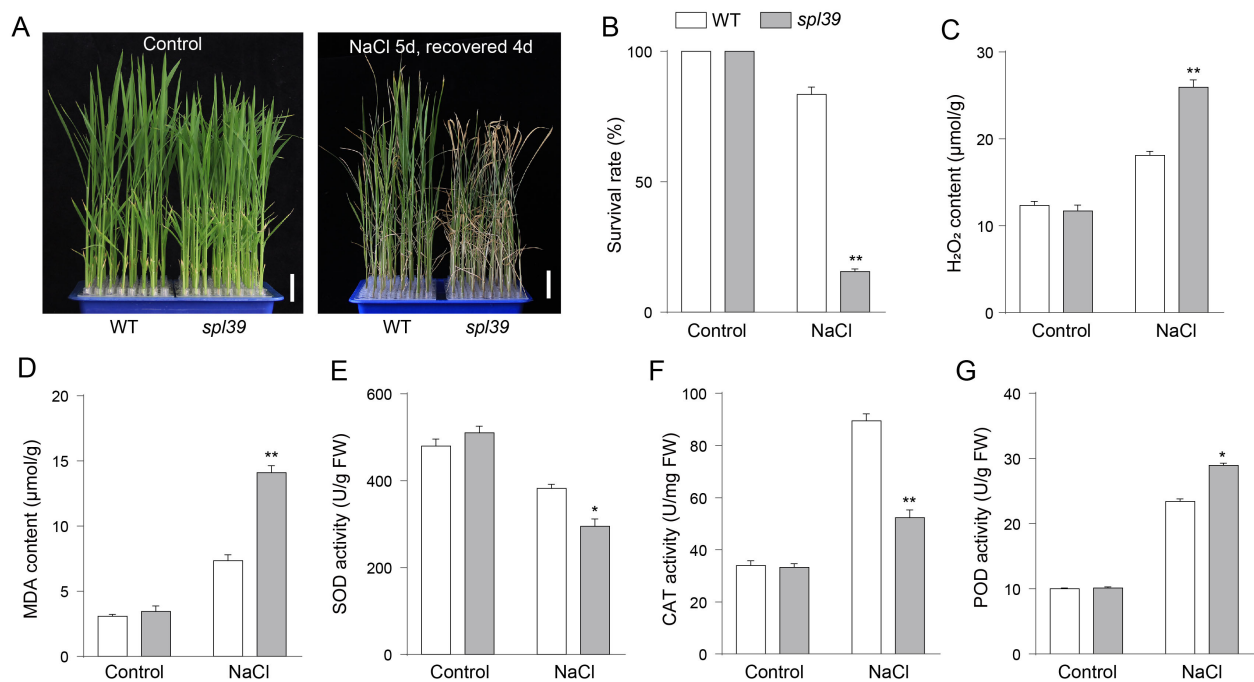 A
Control
WT
spl39
NaCl 5d, recovered 4d
WT
spl39
WT
spl39
B
Survival rate (%)
100
50
0
**
Control
NaCl
C
H₂O₂ content (μmol/g)
30
20
10
0
**
Control
NaCl
D
MDA content (μmol/g)
20
15
10
5
0
**
Control
NaCl
E
SOD activity (U/g FW)
600
400
200
0
*
Control
NaCl
F
CAT activity (U/mg FW)
100
80
60
40
20
0
**
Control
NaCl
G
POD activity (U/g FW)
40
30
20
10
0
*
Control
NaCl